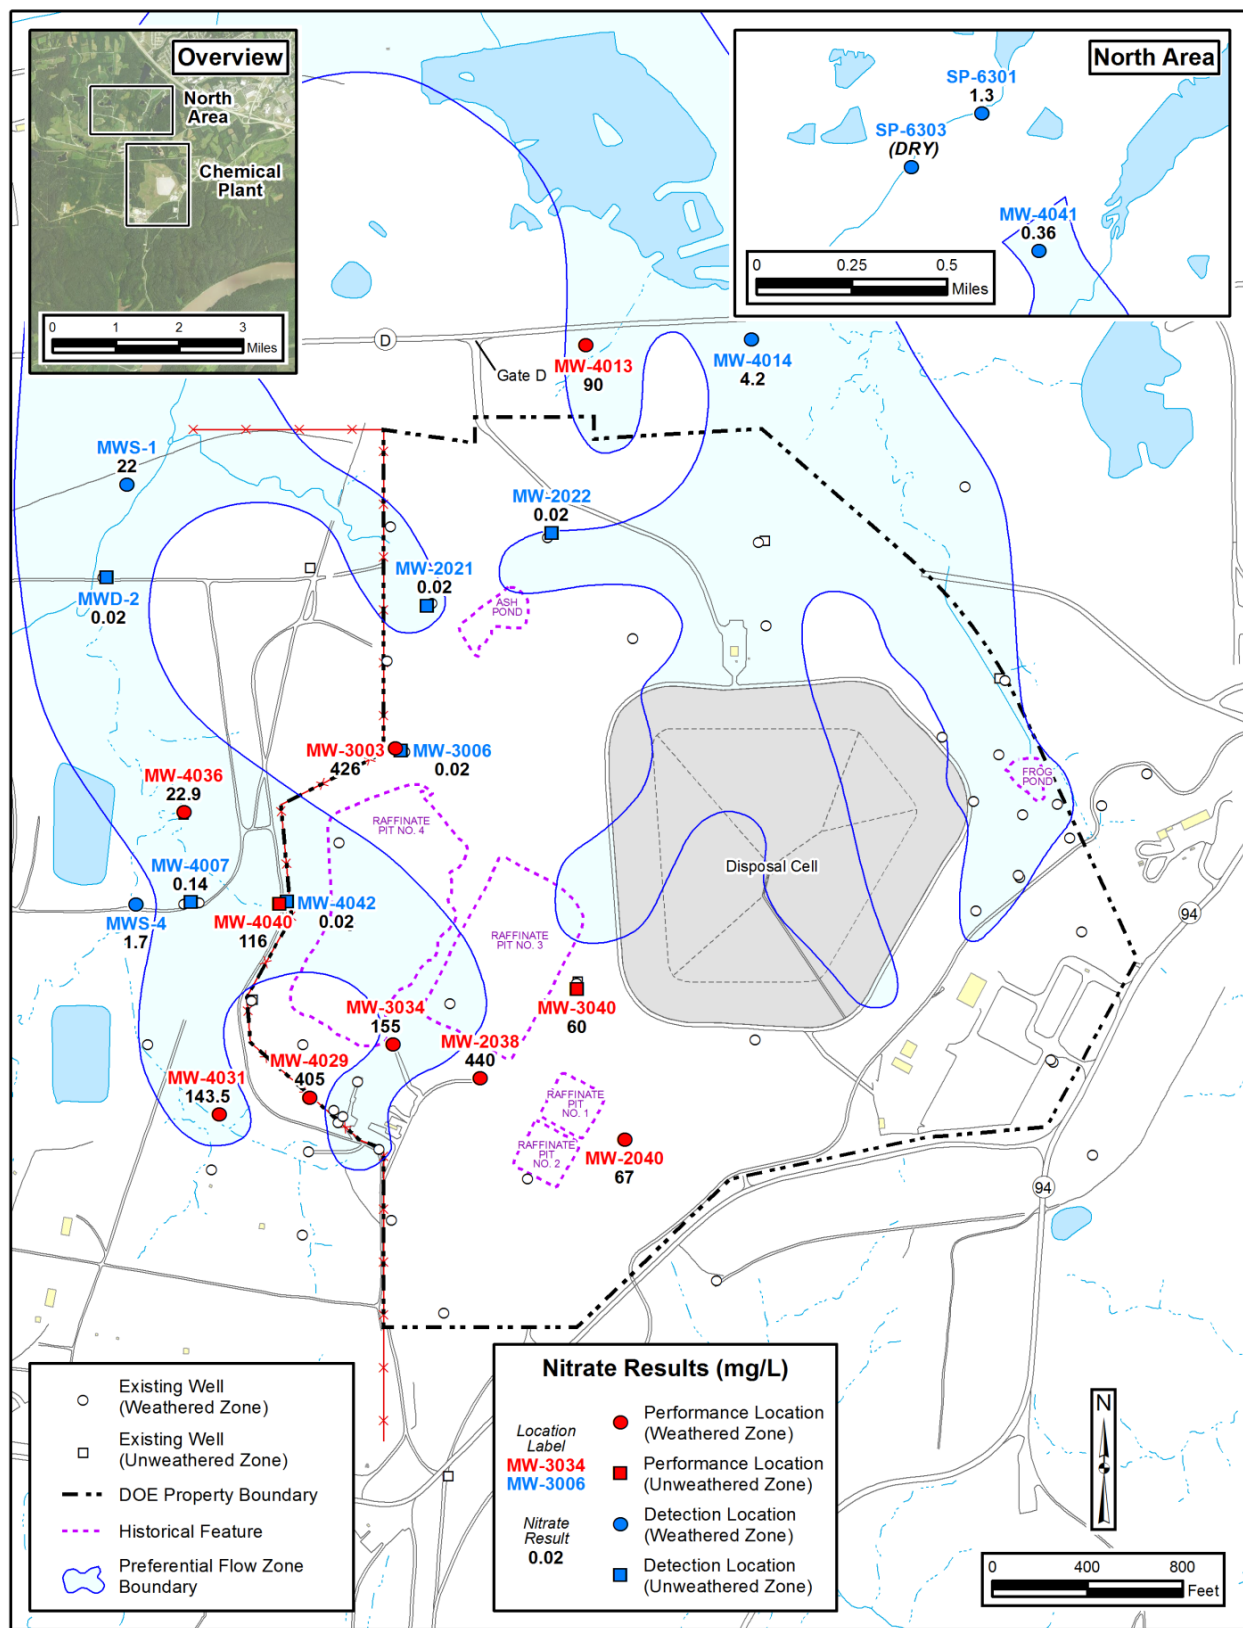 Overview
North
Area
Chemical
Plant
0 1 2 3
Miles
North Area
SP-6301
1.3
SP-6303
(DRY)
MW-4041
0.36
0 0.25 0.5
Miles
D
Gate D
MW-4013
90
MW-4014
4.2
MWS-1
22
MW-2022
0.02
MW-2021
0.02
MWD-2
0.02
ASH
POND
MW-3003
426
MW-3006
0.02
MW-4036
22.9
RAFFINATE
PIT NO. 4
FROG
POND
MW-4007
0.14
MWS-4
1.7
MW-4040
116
MW-4042
0.02
Disposal Cell
94
RAFFINATE
PIT NO. 3
MW-3034
155
MW-3040
60
MW-2038
440
MW-4029
405
MW-4031
143.5
RAFFINATE
PIT
NO. 1
RAFFINATE
PIT
NO. 2
MW-2040
67
94
Existing Well
(Weathered Zone)
Existing Well
(Unweathered Zone)
DOE Property Boundary
Historical Feature
Preferential Flow Zone
Boundary
Nitrate Results (mg/L)
Location
Label
MW-3034
MW-3006
Nitrate
Result
0.02
Performance Location
(Weathered Zone)
Performance Location
(Unweathered Zone)
Detection Location
(Weathered Zone)
Detection Location
(Unweathered Zone)
N
0 400 800
Feet